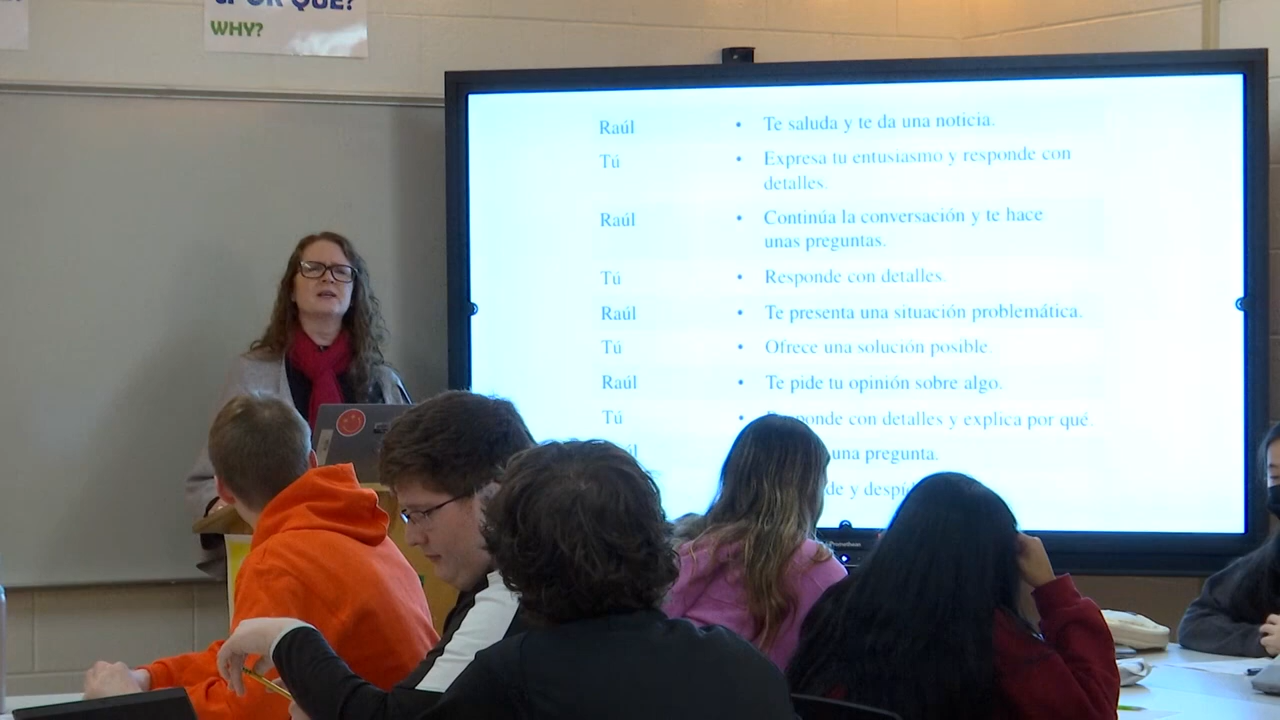 QUE?
WHY?
Raúl • Te saluda y te da una noticia.
Tú • Expresa tu entusiasmo y responde con
detalles.
Raúl • Continúa la conversación y te hace
unas preguntas.
Tú • Responde con detalles.
Raúl • Te presenta una situación problemática.
Tú • Ofrece una solución posible.
Raúl • Te pide tu opinión sobre algo.
Tú • Responde con detalles y explica por qué.
una pregunta.
y
Promethean